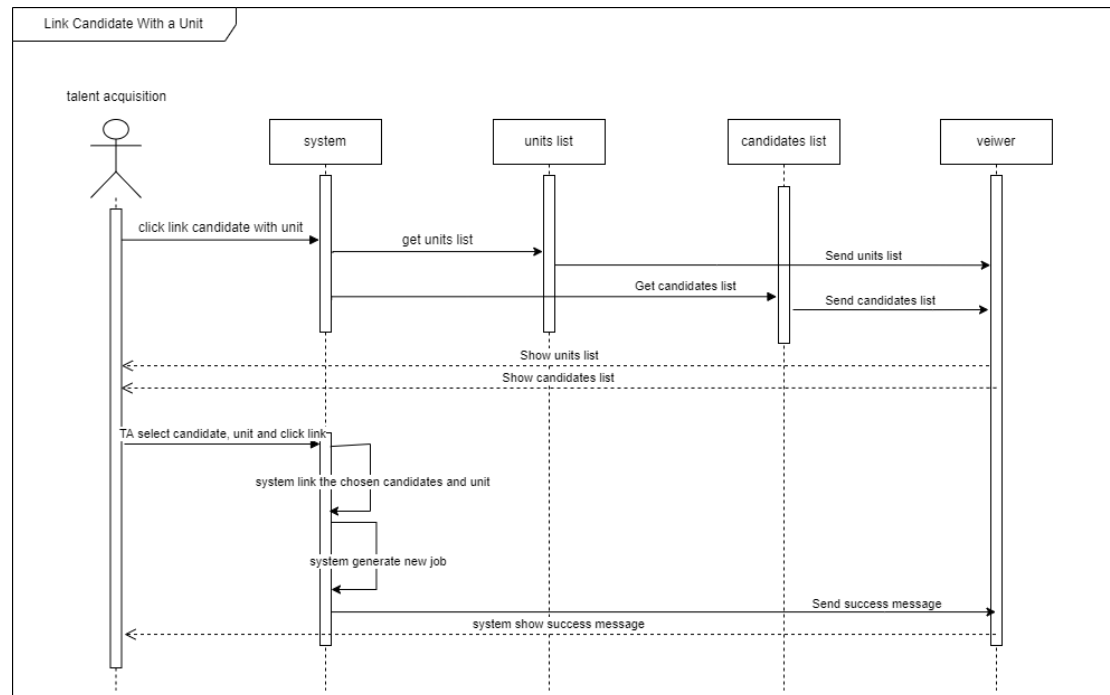 Link Candidate With a Unit
talent acquisition
system
units list
candidates list
veiwer
click link candidate with unit
get units list
Send units list
Get candidates list
Send candidates list
Show units list
Show candidates list
TA select candidate, unit and click link
system link the chosen candidates and unit
system generate new job
Send success message
system show success message